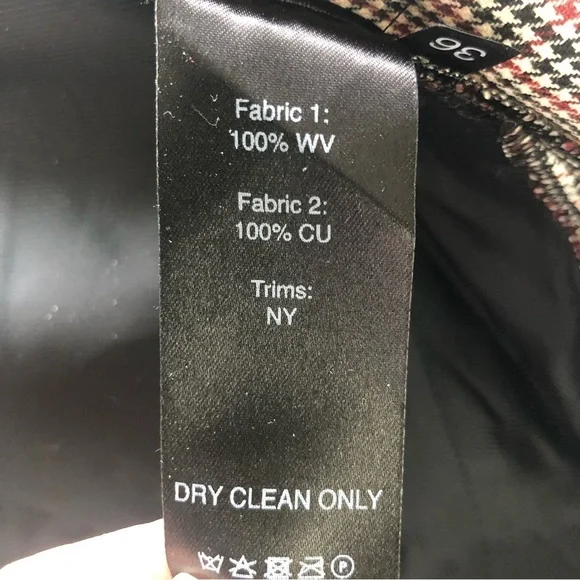 36
Fabric 1:
100% WV
Fabric 2:
100% CU
Trims:
NY
DRY CLEAN ONLY
P